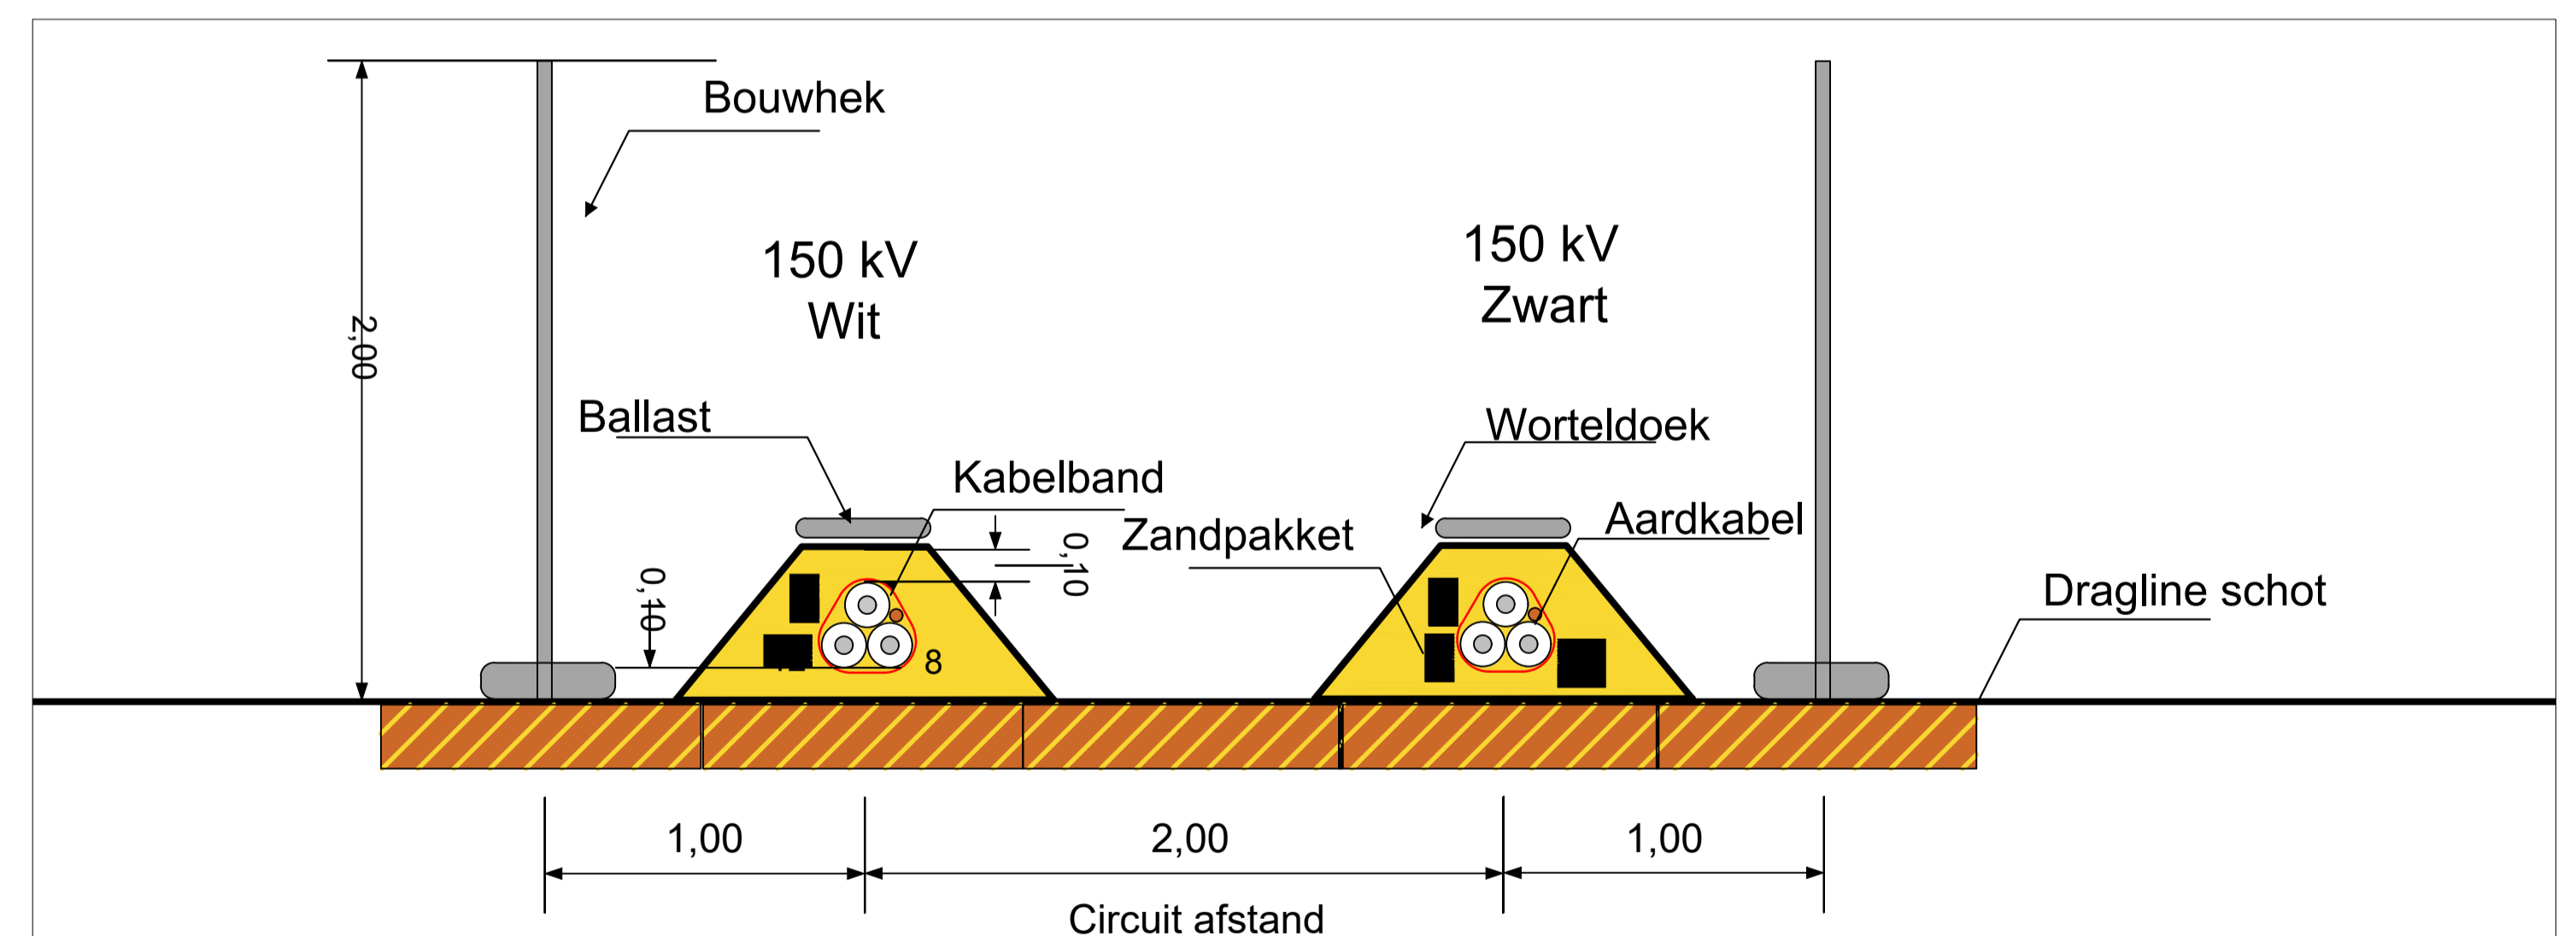 Bouwhek
150 kV
Wit
150 kV
Zwart
2,00
Ballast
Worteldoek
Kabelband
Zandpakket
Aardkabel
0,10
0,10
Dragline schot
8
1,00
2,00
1,00
Circuit afstand